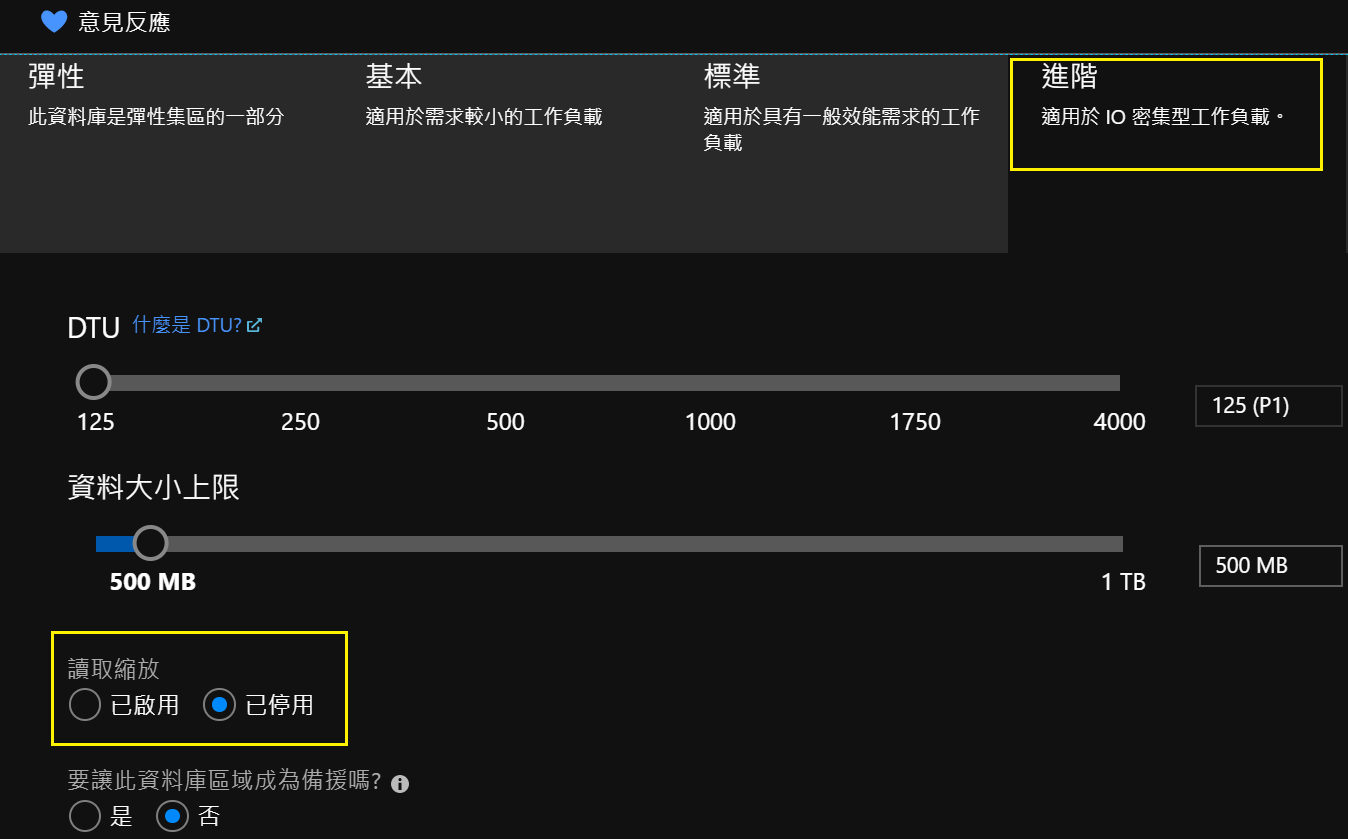 意見反應
彈性
此資料庫是彈性集區的一部分
基本
適用於需求較小的工作負載
標準
適用於具有一般效能需求的工作
負載
進階
適用於 IO 密集型工作負載。
DTU 什麼是 DTU?
125 250 500 1000 1750 4000
125 (P1)
資料大小上限
500 MB 1 TB
500 MB
讀取縮放
已啟用 已停用
要讓此資料庫區域成為備援嗎?
是 否